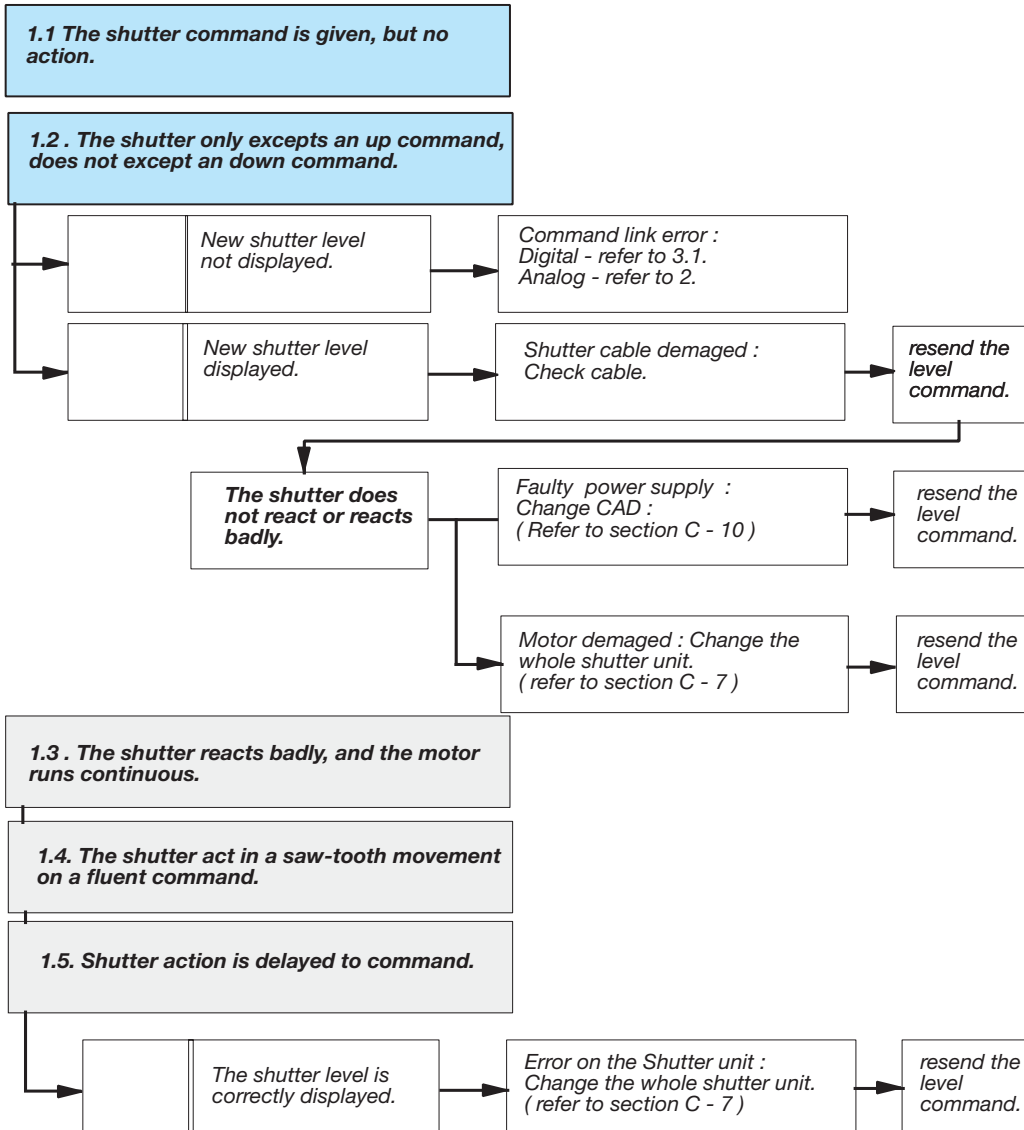 1.1 The shutter command is given, but no
action.
1.2 . The shutter only excepts an up command,
does not except an down command.
New shutter level
not displayed.
Command link error :
Digital - refer to 3.1.
Analog - refer to 2.
New shutter level
displayed.
Shutter cable demaged :
Check cable.
resend the
level
command.
The shutter does
not react or reacts
badly.
Faulty power supply :
Change CAD :
( Refer to section C - 10 )
resend the
level
command.
Motor demaged : Change the
whole shutter unit.
( refer to section C - 7 )
resend the
level
command.
1.3 . The shutter reacts badly, and the motor
runs continuous.
1.4. The shutter act in a saw-tooth movement
on a fluent command.
1.5. Shutter action is delayed to command.
The shutter level is
correctly displayed.
Error on the Shutter unit :
Change the whole shutter unit.
( refer to section C - 7 )
resend the
level
command.